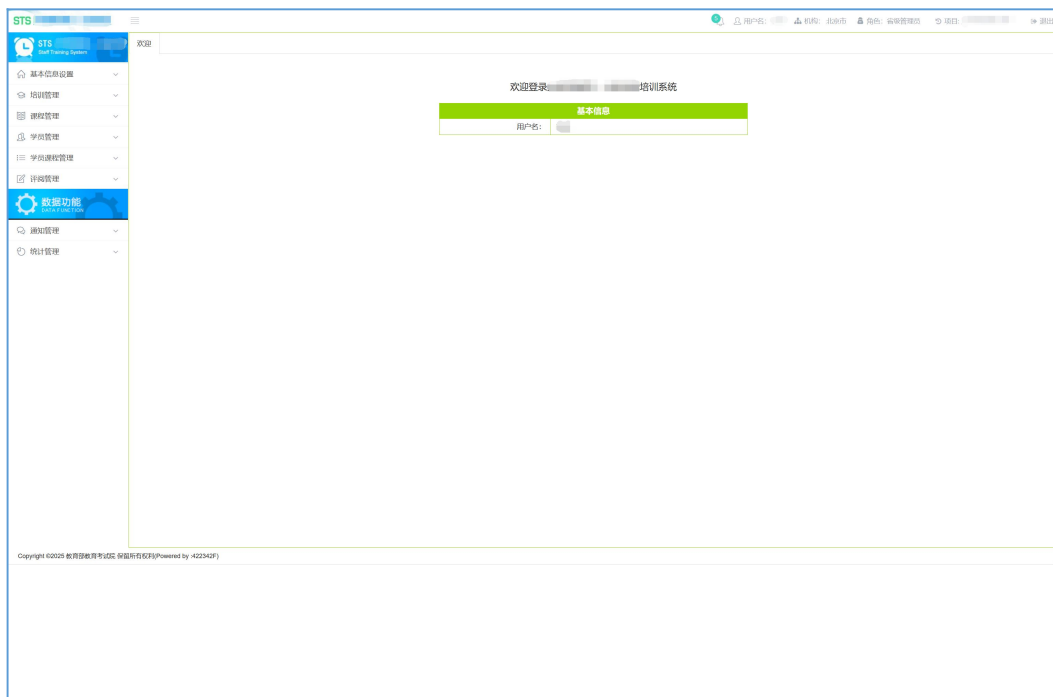 STS
用户名：
机构：北京市
角色：省级管理员
项目：
退出
STS
Staff Training System
欢迎
基本信息设置
培训管理
课程管理
学员管理
学员课程管理
评阅管理
数据功能
DATA FUNCTION
通知管理
统计管理
欢迎登录 培训系统
基本信息
用户名：
Copyright ©2025 教育部教育考试院 保留所有权利(Powered by :422342F)